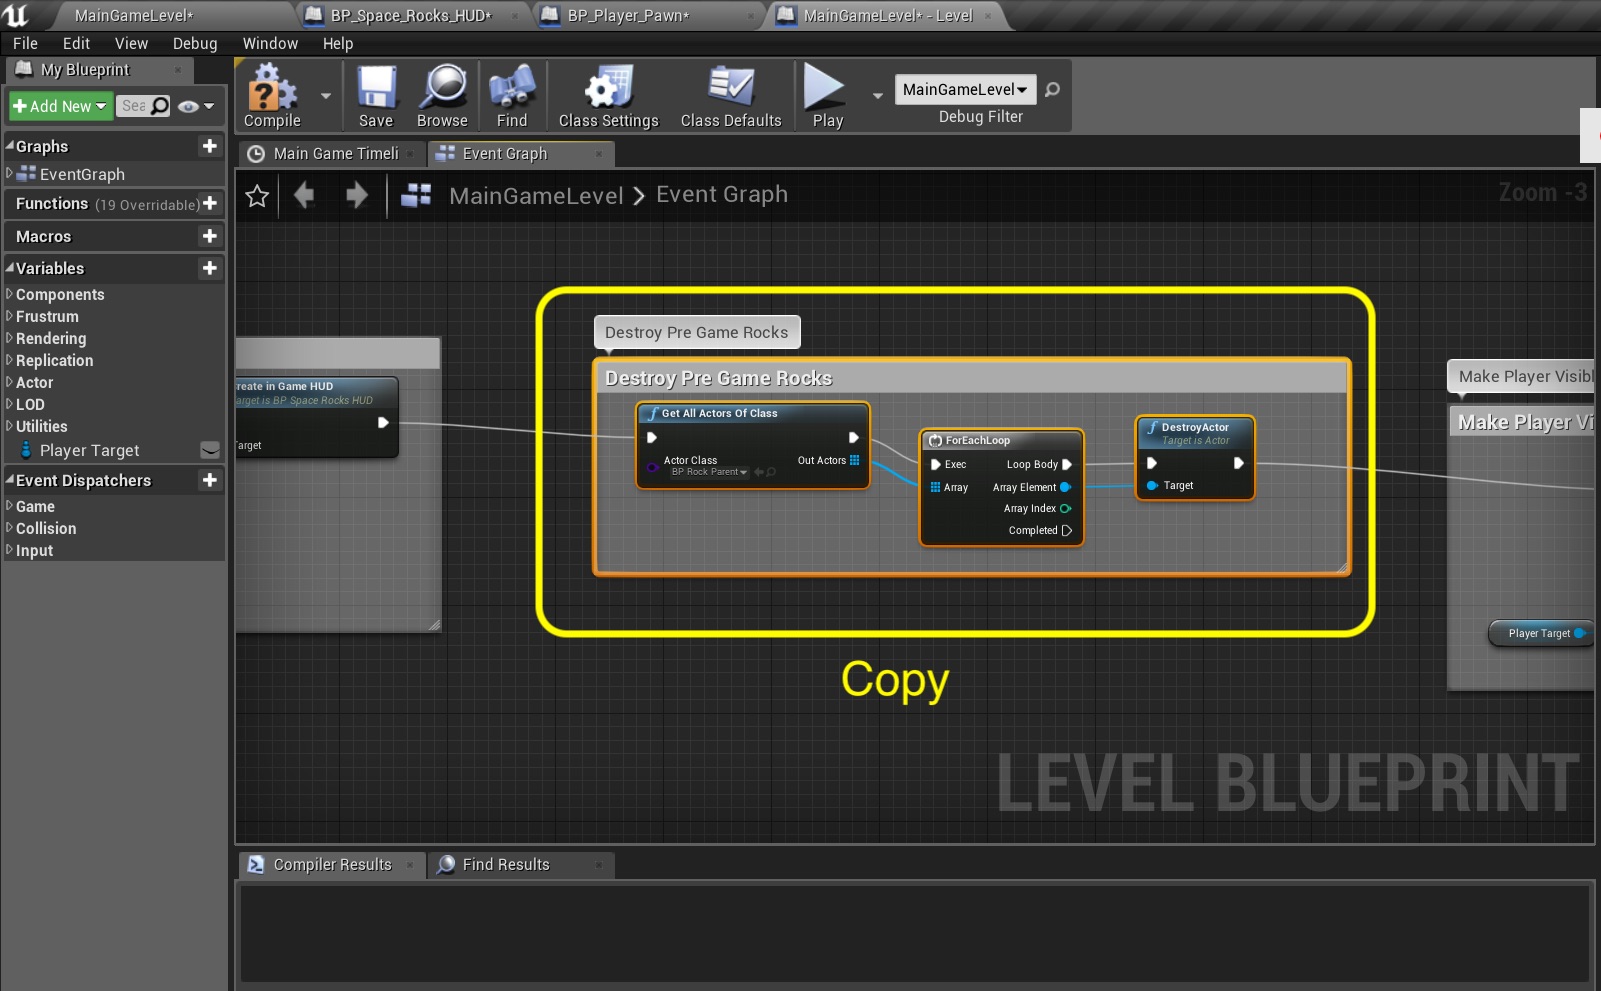 MainGameLevel*
BP_Space_Rocks_HUD*
BP_Player_Pawn*
MainGameLevel* - Level
File Edit View Debug Window Help
My Blueprint
Add New
Sea
Graphs
EventGraph
Functions (19 Overridable)
Macros
Variables
Components
Frustrum
Rendering
Replication
Actor
LOD
Utilities
Player Target
Event Dispatchers
Game
Collision
Input
Compile
Save
Browse
Find
Class Settings
Class Defaults
Play
MainGameLevel
Debug Filter
Main Game Timeli
Event Graph
MainGameLevel > Event Graph
Zoom -3
reate in Game HUD
arget is BP Space Rocks HUD
arget
Destroy Pre Game Rocks
Destroy Pre Game Rocks
Get All Actors Of Class
Actor Class
BP Rock Parent
Out Actors
ForEachLoop
Exec Loop Body
Array Array Element
Array Index
Completed
DestroyActor
Target is Actor
Target
Make Player Visibl
Make Player Vi
Player Target
Copy
LEVEL BLUEPRINT
Compiler Results
Find Results